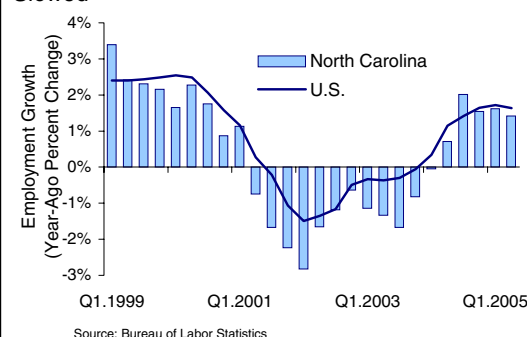 4%
3%
2%
1%
0%
-1%
-2%
-3%
Employment Growth
(Year-Ago Percent Change)
North Carolina
U.S.
Q1.1999 Q1.2001 Q1.2003 Q1.2005
Source: Bureau of Labor Statistics